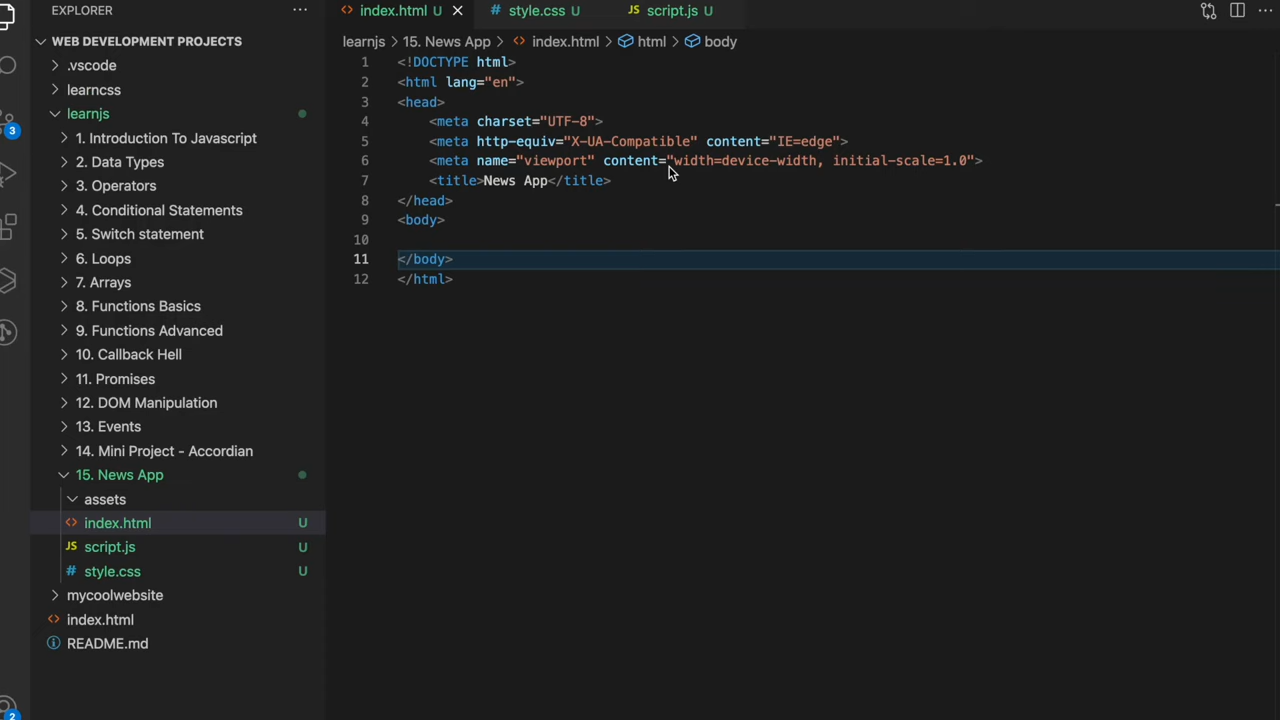 EXPLORER
WEB DEVELOPMENT PROJECTS
.vscode
learncss
learnjs
1. Introduction To Javascript
2. Data Types
3. Operators
4. Conditional Statements
5. Switch statement
6. Loops
7. Arrays
8. Functions Basics
9. Functions Advanced
10. Callback Hell
11. Promises
12. DOM Manipulation
13. Events
14. Mini Project - Accordian
15. News App
assets
<> index.html U
JS script.js U
# style.css U
mycoolwebsite
<> index.html
README.md
3
2
<> index.html U # style.css U JS script.js U
learnjs > 15. News App > <> index.html > html > body
1 <!DOCTYPE html>
2 <html lang="en">
3 <head>
4     <meta charset="UTF-8">
5     <meta http-equiv="X-UA-Compatible" content="IE=edge">
6     <meta name="viewport" content="width=device-width, initial-scale=1.0">
7     <title>News App</title>
8 </head>
9 <body>
10
11 </body>
12 </html>